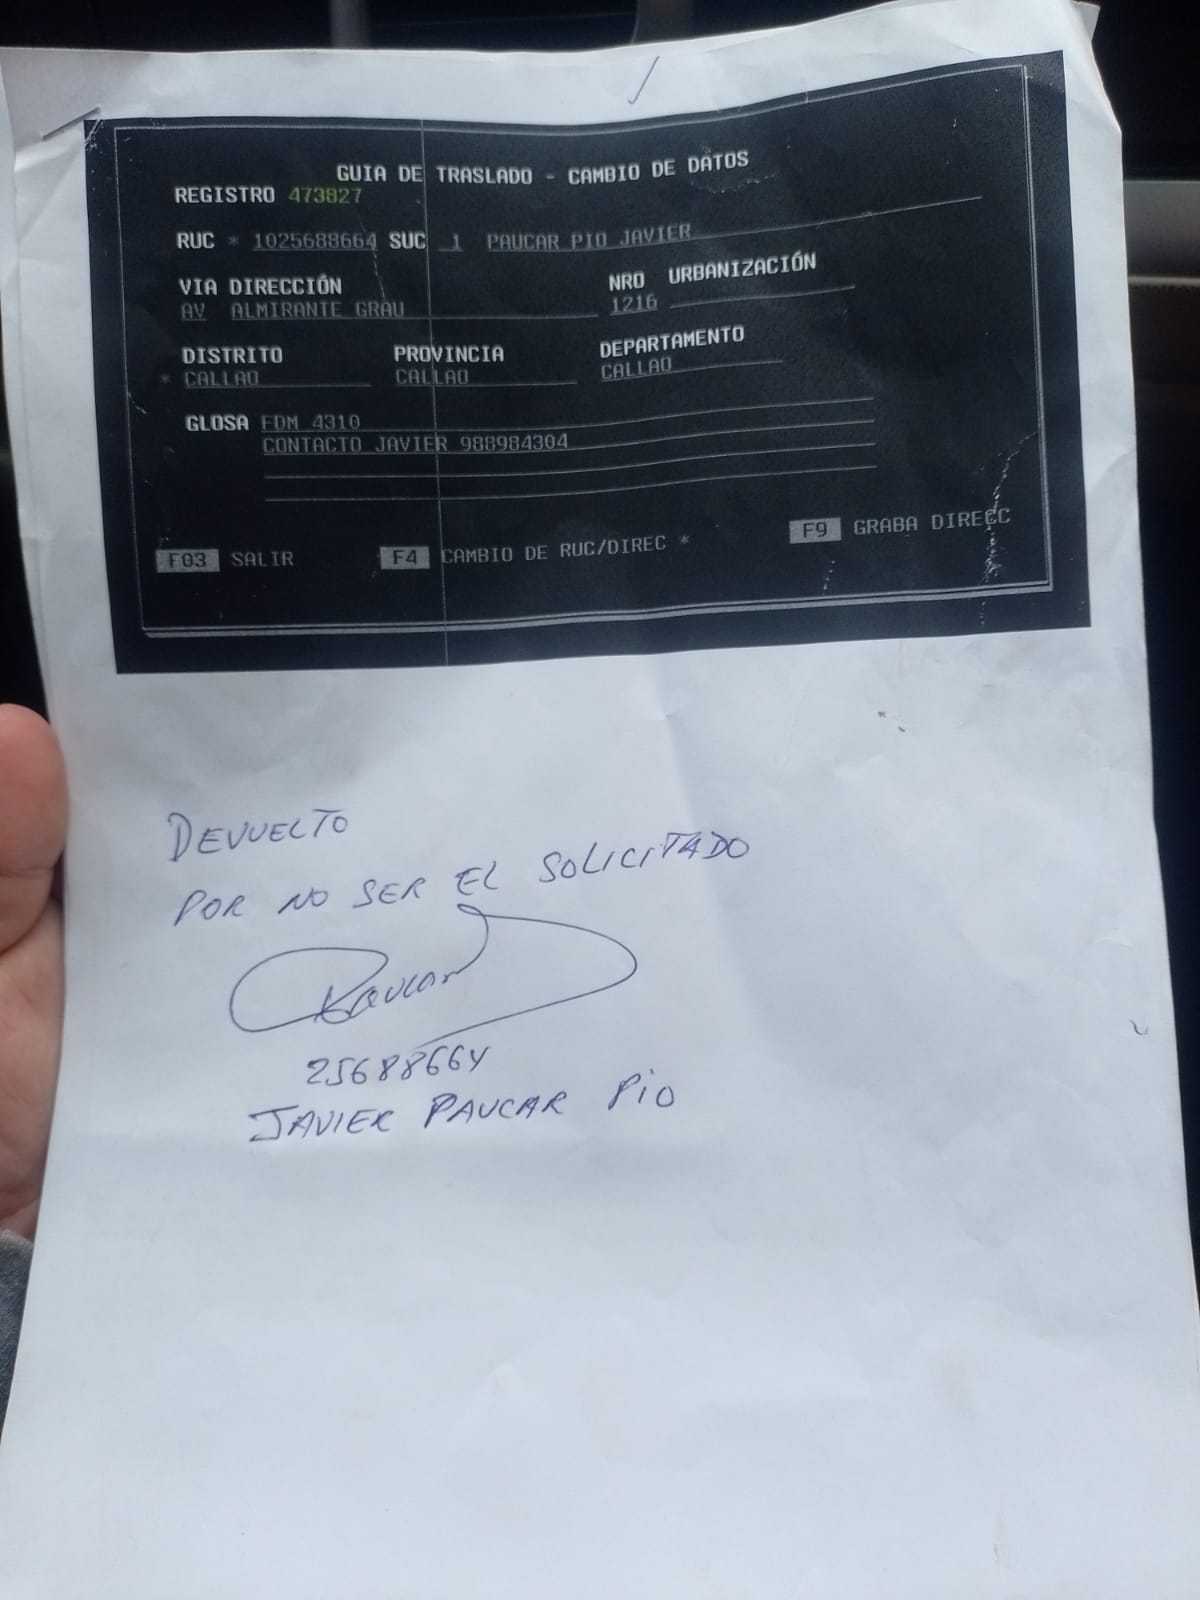 GUIA DE TRASLADO - CAMBIO DE DATOS
REGISTRO 473827
RUC * 1025688664 SUC 1 PAUCAR PIO JAVIER
VIA DIRECCIÓN NRO URBANIZACIÓN
AV ALMIRANTE GRAU 1216
DISTRITO PROVINCIA DEPARTAMENTO
* CALLAO CALLAO CALLAO
GLOSA FDM 4310
CONTACTO JAVIER 988984304
F03 SALIR F4 CAMBIO DE RUC/DIREC * F9 GRABA DIRECC
DEVUELTO
POR NO SER EL SOLICITADO
Paucar
25688664
JAVIER PAUCAR PIO